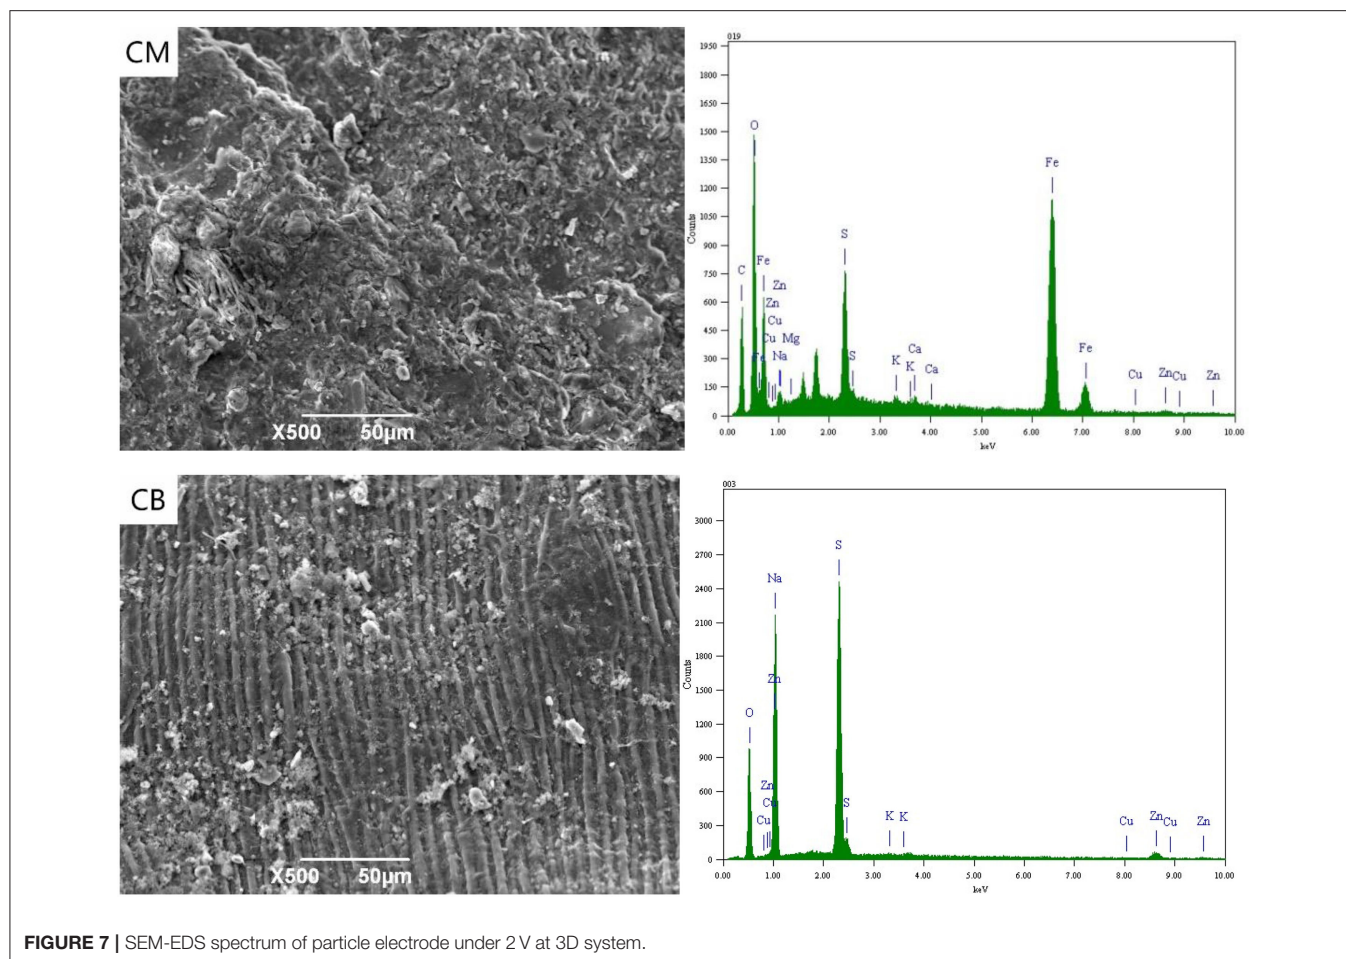 CM
X500 50μm
019
1950
1800
1650
1500
1350
1200
1050
900
750
600
450
300
150
0
Counts
O
Fe
S
C
Fe
Zn
Zn
Cu
Cu
Mg
Fe
Na
S
K
K
Ca
Ca
Fe
Cu
Zn
Cu
Zn
0.00 1.00 2.00 3.00 4.00 5.00 6.00 7.00 8.00 9.00 10.00
keV
CB
X500 50μm
003
3000
2700
2400
2100
1800
1500
1200
900
600
300
0
Counts
S
Na
Zn
O
Zn
Cu
Cu
S
K
K
Cu
Zn
Cu
Zn
0.00 1.00 2.00 3.00 4.00 5.00 6.00 7.00 8.00 9.00 10.00
keV
FIGURE 7 | SEM-EDS spectrum of particle electrode under 2 V at 3D system.